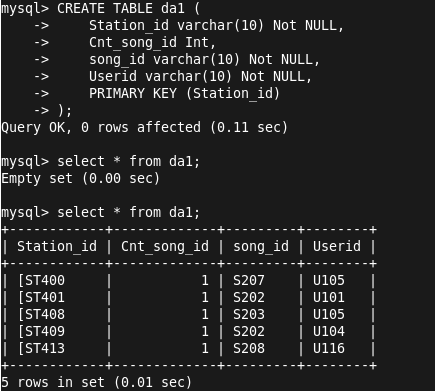 mysql> CREATE TABLE da1 (
    ->     Station_id varchar(10) Not NULL,
    ->     Cnt_song_id Int,
    ->     song_id varchar(10) Not NULL,
    ->     Userid varchar(10) Not NULL,
    ->     PRIMARY KEY (Station_id)
    -> );
Query OK, 0 rows affected (0.11 sec)

mysql> select * from da1;
Empty set (0.00 sec)

mysql> select * from da1;
+------------+-------------+---------+--------+
| Station_id | Cnt_song_id | song_id | Userid |
+------------+-------------+---------+--------+
| [ST400     |           1 | S207    | U105   |
| [ST401     |           1 | S202    | U101   |
| [ST408     |           1 | S203    | U105   |
| [ST409     |           1 | S202    | U104   |
| [ST413     |           1 | S208    | U116   |
+------------+-------------+---------+--------+
5 rows in set (0.01 sec)